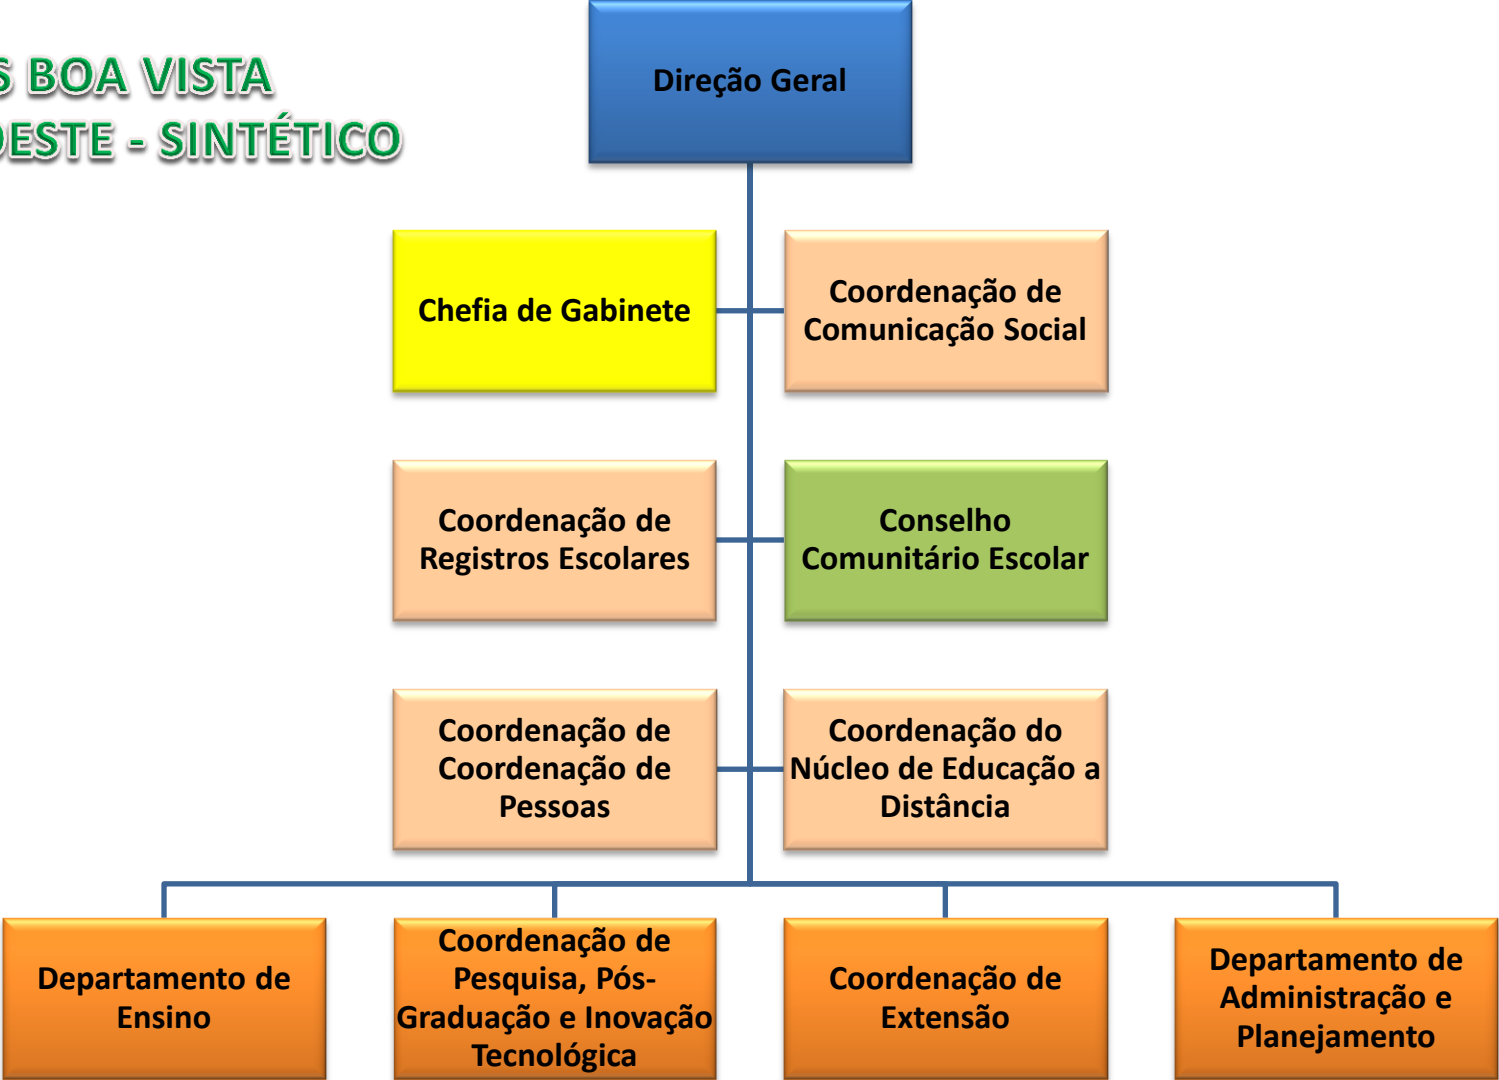 BOA VISTA
- SINTÉTICO
Direção Geral
Chefia de Gabinete
Coordenação de
Comunicação Social
Coordenação de
Registros Escolares
Conselho
Comunitário Escolar
Coordenação de
Coordenação de
Pessoas
Coordenação do
Núcleo de Educação a
Distância
Departamento de
Ensino
Coordenação de
Pesquisa, Pós-
Graduação e Inovação
Tecnológica
Coordenação de
Extensão
Departamento de
Administração e
Planejamento